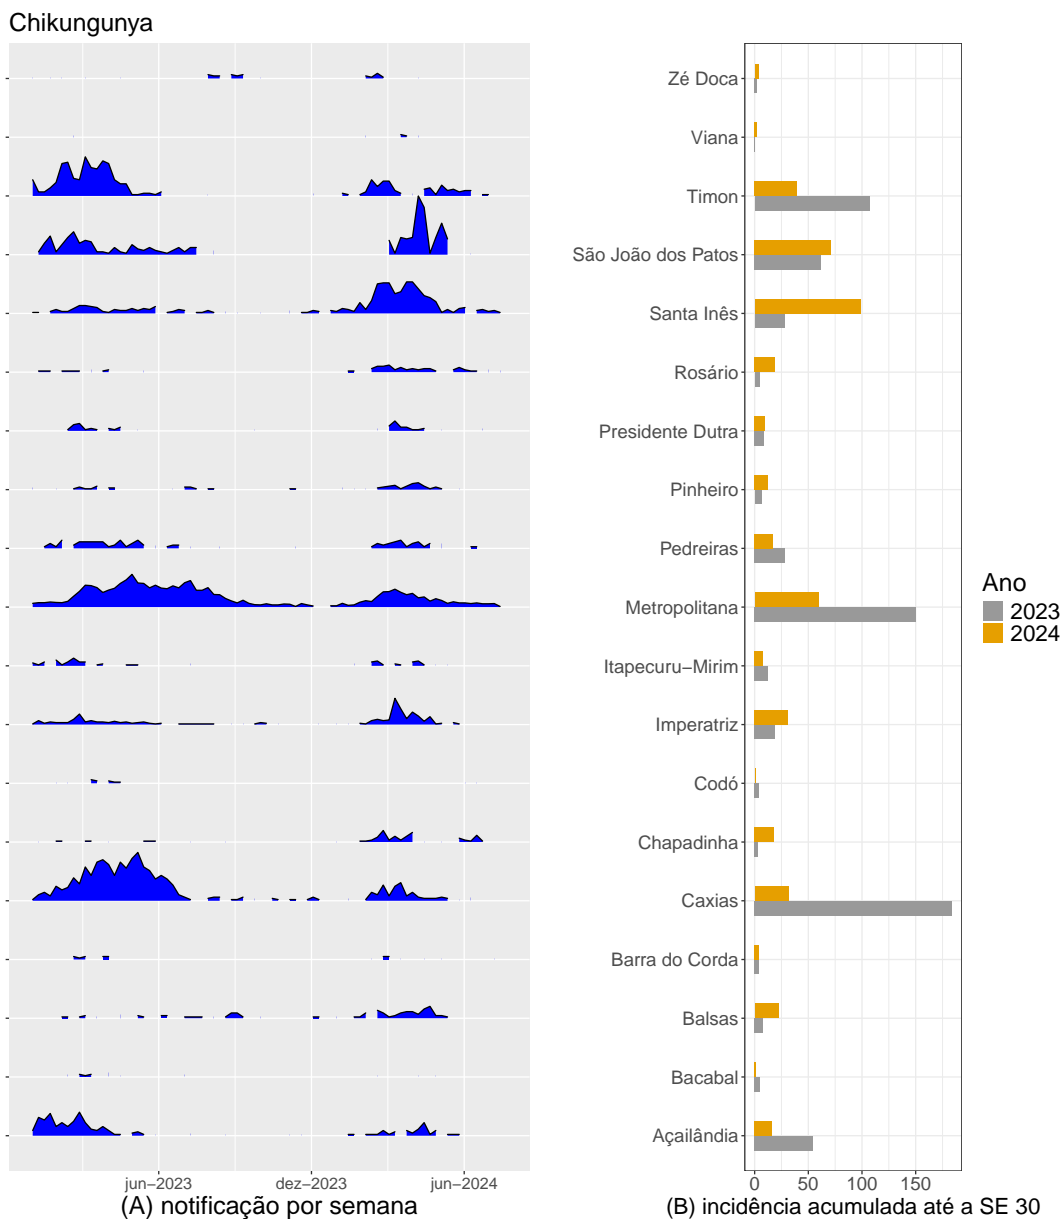 Chikungunya
Zé Doca
Viana
Timon
São João dos Patos
Santa Inês
Rosário
Presidente Dutra
Pinheiro
Pedreiras
Metropolitana
Itapecuru−Mirim
Imperatriz
Codó
Chapadinha
Caxias
Barra do Corda
Balsas
Bacabal
Açailândia
Ano
2023
2024
jun−2023 dez−2023 jun−2024
0 50 100 150
(A) notificação por semana
(B) incidência acumulada até a SE 30